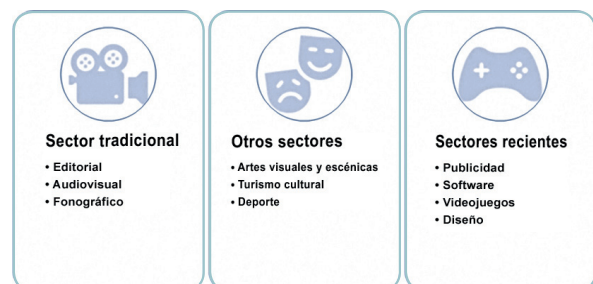 Sector tradicional
• Editorial
• Audiovisual
• Fonográfico
Otros sectores
• Artes visuales y escénicas
• Turismo cultural
• Deporte
Sectores recientes
• Publicidad
• Software
• Videojuegos
• Diseño